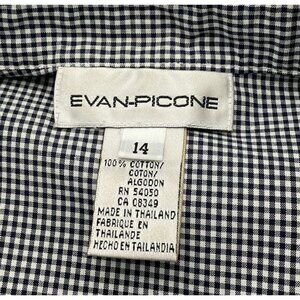 EVAN-PICONE
14
100% COTTON/
COTON/
ALGODON
RN 54050
CA 08349
MADE IN THAILAND
FABRIQUE EN
THAILANDE
HECHO EN TAILANDIA